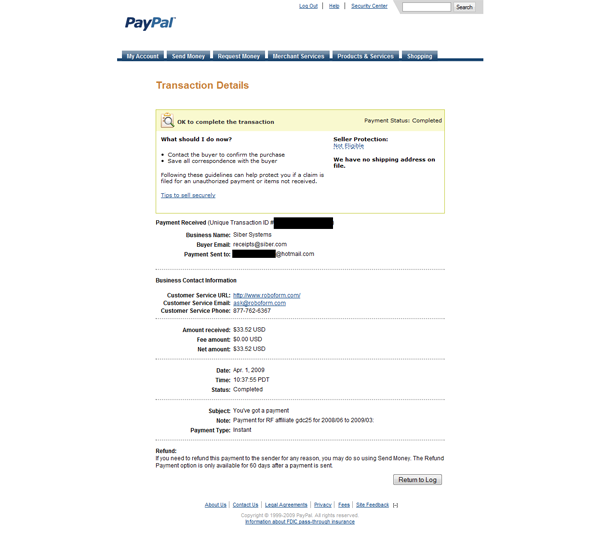 Log Out | Help | Security Center Search
PayPal
My Account Send Money Request Money Merchant Services Products & Services Shopping
Transaction Details
OK to complete the transaction Payment Status: Completed
What should I do now? Seller Protection:
Not Eligible
• Contact the buyer to confirm the purchase
• Save all correspondence with the buyer
We have no shipping address on
file.
Following these guidelines can help protect you if a claim is
filed for an unauthorized payment or items not received.
Tips to sell securely
Payment Received (Unique Transaction ID # )
Business Name: Siber Systems
Buyer Email: receipts@siber.com
Payment Sent to: @hotmail.com
Business Contact Information
Customer Service URL: http://www.roboform.com/
Customer Service Email: ask@roboform.com
Customer Service Phone: 877-762-6367
Amount received: $33.52 USD
Fee amount: $0.00 USD
Net amount: $33.52 USD
Date: Apr. 1, 2009
Time: 10:37:55 PDT
Status: Completed
Subject: You've got a payment
Note: Payment for RF affiliate gdc25 for 2008/06 to 2009/03:
Payment Type: Instant
Refund:
If you need to refund this payment to the sender for any reason, you may do so using Send Money. The Refund
Payment option is only available for 60 days after a payment is sent.
Return to Log
About Us | Contact Us | Legal Agreements | Privacy | Fees | Site Feedback [-]
Copyright © 1999-2009 PayPal. All rights reserved.
Information about FDIC pass-through insurance